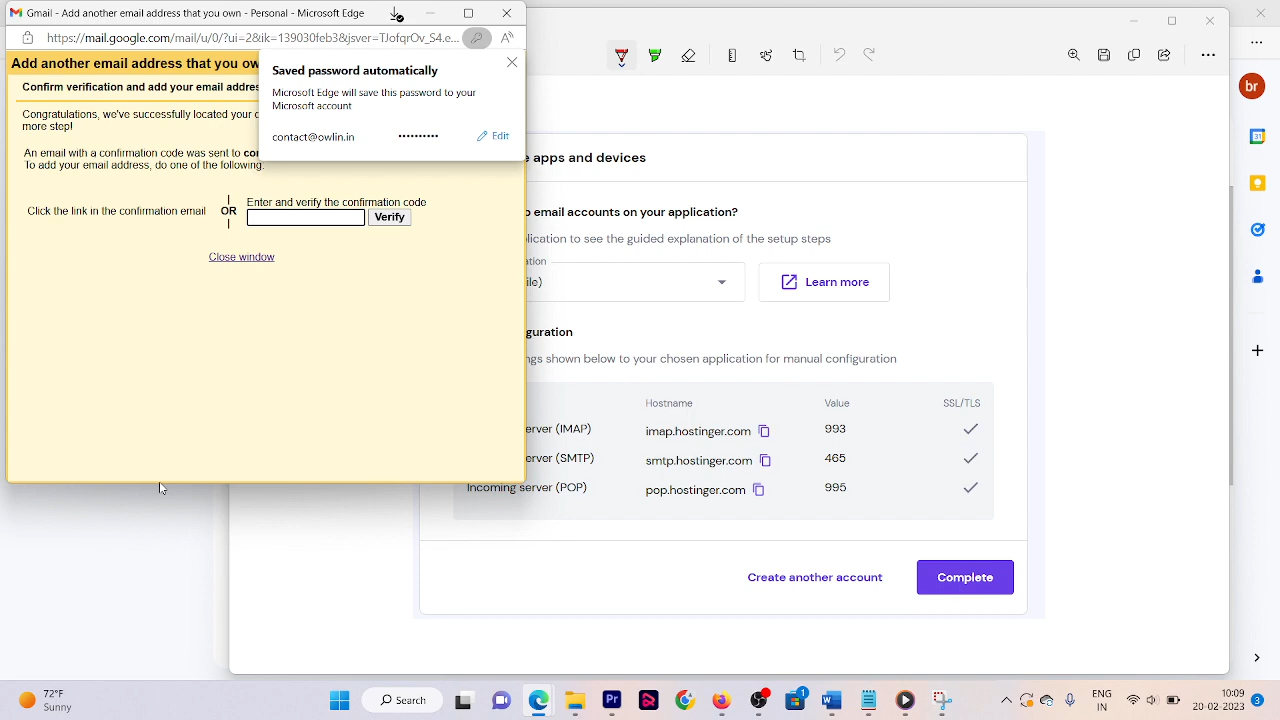 Gmail - Add another email address that you own - Personal - Microsoft Edge
https://mail.google.com/mail/u/0/?ui=2&ik=139030feb3&jsver=TJofqrOv_S4.e...
Add another email address that you ow
Saved password automatically
Confirm verification and add your email addres
Microsoft Edge will save this password to your
Microsoft account
Congratulations, we've successfully located your
more step!
contact@owlin.in •••••••••• Edit
An email with a confirmation code was sent to
To add your email address, do one of the following:
Click the link in the confirmation email OR Enter and verify the confirmation code
Verify
Close window
br
31
apps and devices
email accounts on your application?
lication to see the guided explanation of the setup steps
ation
Learn more
guration
ngs shown below to your chosen application for manual configuration
Hostname Value SSL/TLS
erver (IMAP) imap.hostinger.com 993
erver (SMTP) smtp.hostinger.com 465
Incoming server (POP) pop.hostinger.com 995
Create another account Complete
72°F
Sunny
Search
Pr
1
ENG
IN
10:09
20-02-2023
3